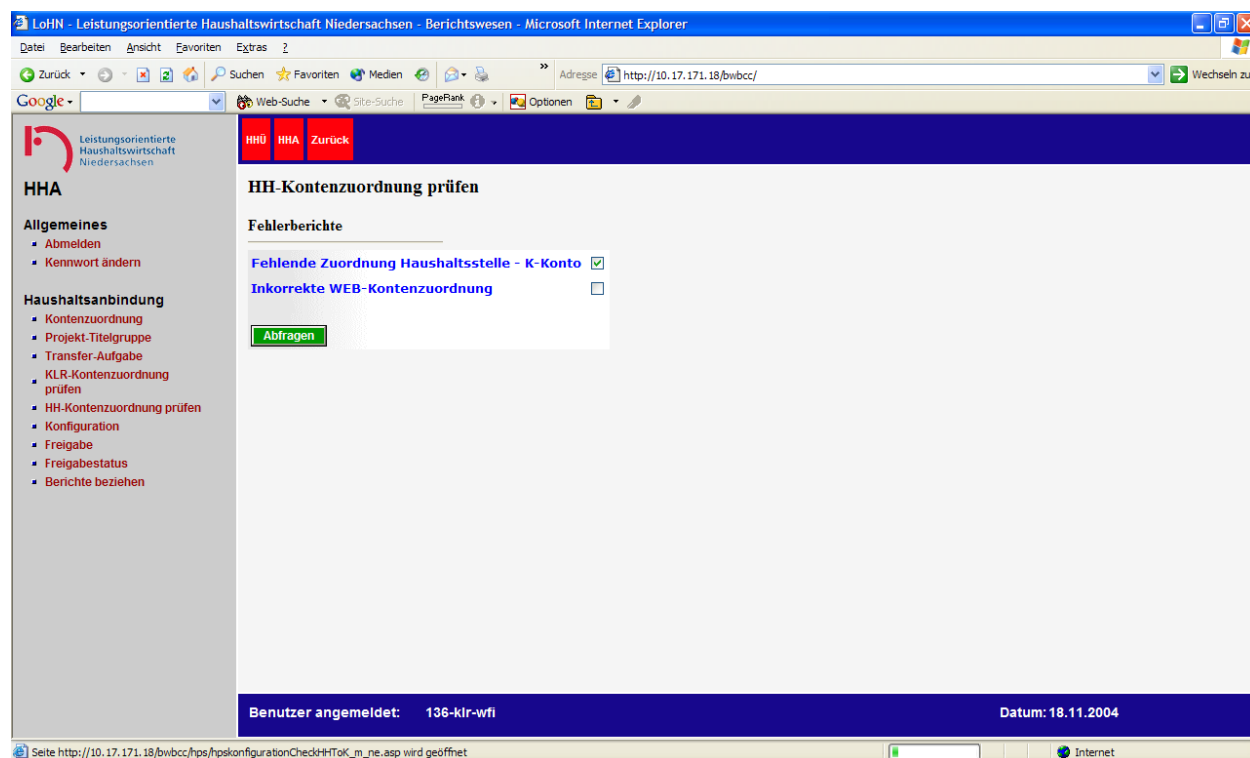 LoHN - Leistungsorientierte Haushaltswirtschaft Niedersachsen - Berichtswesen - Microsoft Internet Explorer
Datei Bearbeiten Ansicht Favoriten Extras ?
Zurück Suchen Favoriten Medien » Adresse http://10.17.171.18/bwbcc/ Wechseln zu
Google Web-Suche Site-Suche PageRank Optionen
Leistungsorientierte
Haushaltswirtschaft
Niedersachsen
HHÜ HHA Zurück
HHA
Allgemeines
Abmelden
Kennwort ändern
Haushaltsanbindung
Kontenzuordnung
Projekt-Titelgruppe
Transfer-Aufgabe
KLR-Kontenzuordnung
prüfen
HH-Kontenzuordnung prüfen
Konfiguration
Freigabe
Freigabestatus
Berichte beziehen
HH-Kontenzuordnung prüfen
Fehlerberichte
Fehlende Zuordnung Haushaltsstelle - K-Konto
Inkorrekte WEB-Kontenzuordnung
Abfragen
Benutzer angemeldet: 136-klr-wfi Datum: 18.11.2004
Seite http://10.17.171.18/bwbcc/hps/hpskonfigurationCheckHHToK_m_ne.asp wird geöffnet Internet